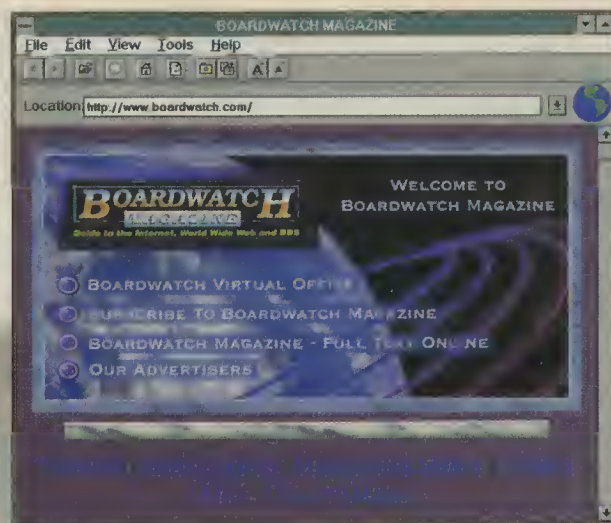 BOARDWATCH MAGAZINE
File Edit View Tools Help
A A
Location: http://www.boardwatch.com/
BOARDWATCH
MAGAZINE
Guide to the Internet, World Wide Web and BBS
WELCOME TO
BOARDWATCH MAGAZINE
BOARDWATCH VIRTUAL OFFICE
SUBSCRIBE TO BOARDWATCH MAGAZINE
BOARDWATCH MAGAZINE - FULL TEXT ONLINE
OUR ADVERTISERS